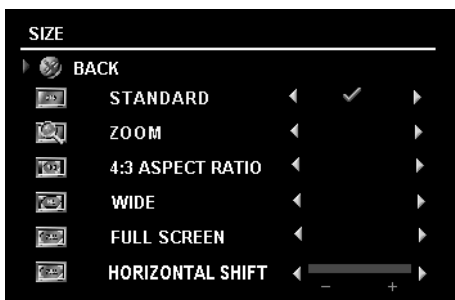 SIZE
BACK
STANDARD
ZOOM
4:3 ASPECT RATIO
WIDE
FULL SCREEN
HORIZONTAL SHIFT
- +